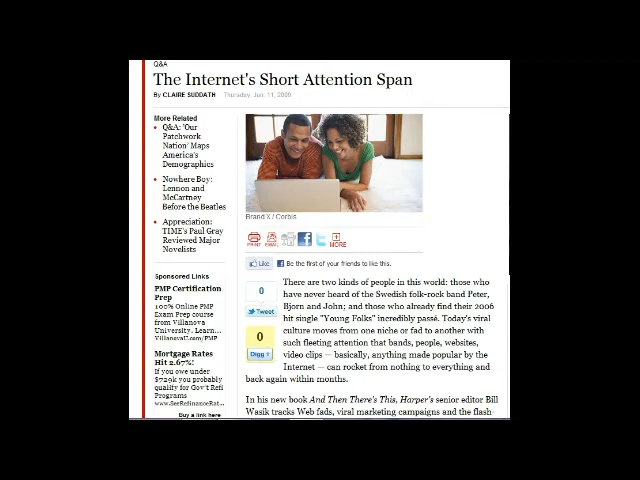 Q&A
The Internet's Short Attention Span
By CLAIRE SUDDATH Thursday, Jun. 11, 2009
More Related
Q&A: 'Our
Patchwork
Nation' Maps
America's
Demographics
Nowhere Boy:
Lennon and
McCartney
Before the Beatles
Appreciation:
TIME's Paul Gray
Reviewed Major
Novelists
Sponsored Links
PMP Certification
Prep
100% Online PMP
Exam Prep course
from Villanova
University. Learn...
VillanovaU.com/PMP
Mortgage Rates
Hit 2.67%!
If you owe under
$729k you probably
qualify for Gov't Refi
Programs
www.SeeRefinanceRat...
Buy a link here
Brand X / Corbis
PRINT EMAIL MORE
Like Be the first of your friends to like this.
0
Tweet
0
Digg
There are two kinds of people in this world: those who
have never heard of the Swedish folk-rock band Peter,
Bjorn and John; and those who already find their 2006
hit single "Young Folks" incredibly passé. Today's viral
culture moves from one niche or fad to another with
such fleeting attention that bands, people, websites,
video clips — basically, anything made popular by the
Internet — can rocket from nothing to everything and
back again within months.
In his new book And Then There's This, Harper's senior editor Bill
Wasik tracks Web fads, viral marketing campaigns and the flash-